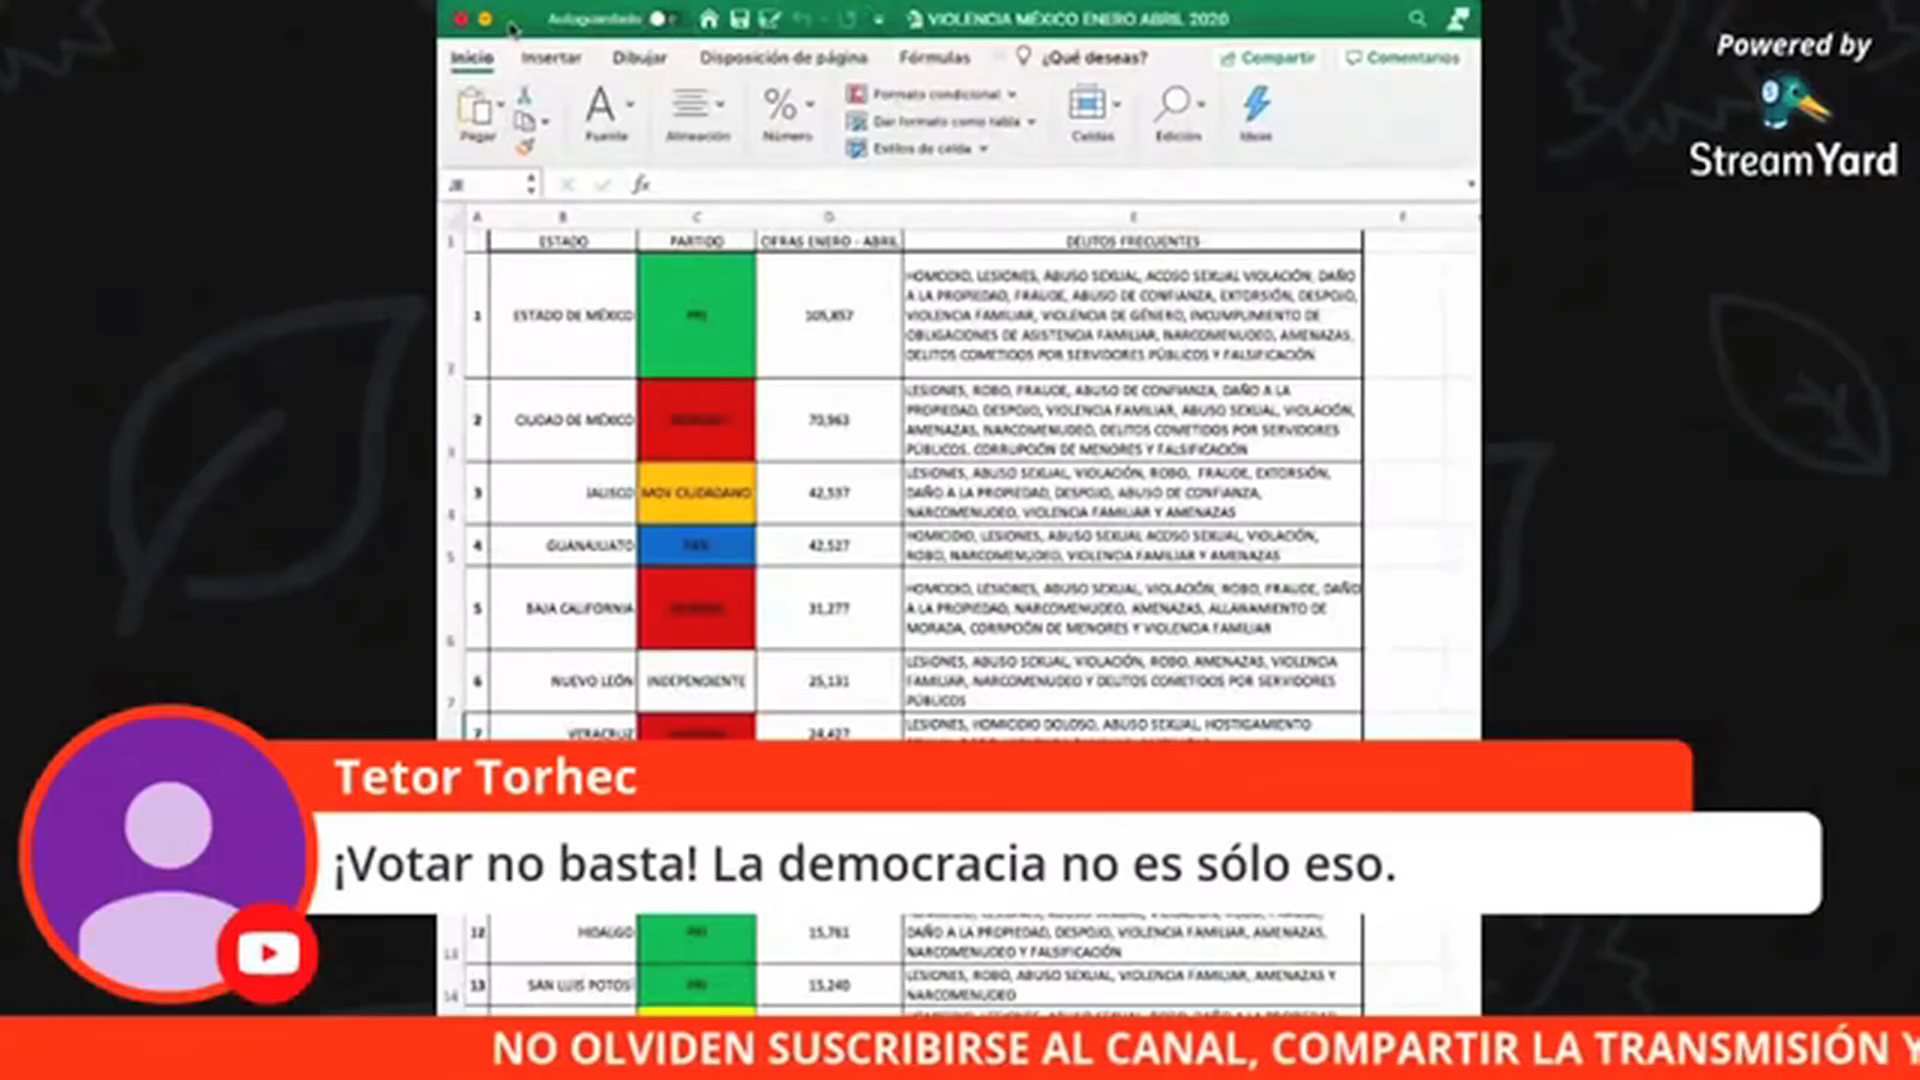 Autoguardado
VIOLENCIA MÉXICO ENERO ABRIL 2020
Powered by
StreamYard
Inicio Insertar Dibujar Disposición de página Fórmulas ¿Qué deseas? Compartir Comentarios
Pegar Fuente Alineación Número Formato condicional Dar formato como tabla Estilos de celda Celdas Edición Ideas
fx
A B C D E F
ESTADO PARTIDO CIFRAS ENERO - ABRIL DELITOS FRECUENTES
1 ESTADO DE MÉXICO PRI 105,857
HOMICIDIO, LESIONES, ABUSO SEXUAL, ACOSO SEXUAL VIOLACIÓN, DAÑO
A LA PROPIEDAD, FRAUDE, ABUSO DE CONFIANZA, EXTORSIÓN, DESPOJO,
VIOLENCIA FAMILIAR, VIOLENCIA DE GÉNERO, INCUMPLIMIENTO DE
OBLIGACIONES DE ASISTENCIA FAMILIAR, NARCOMENUDEO, AMENAZAS,
DELITOS COMETIDOS POR SERVIDORES PÚBLICOS Y FALSIFICACIÓN
2 CIUDAD DE MÉXICO 70,963
LESIONES, ROBO, FRAUDE, ABUSO DE CONFIANZA, DAÑO A LA
PROPIEDAD, DESPOJO, VIOLENCIA FAMILIAR, ABUSO SEXUAL, VIOLACIÓN,
AMENAZAS, NARCOMENUDEO, DELITOS COMETIDOS POR SERVIDORES
PÚBLICOS, CORRUPCIÓN DE MENORES Y FALSIFICACIÓN
3 JALISCO MOV CIUDADANO 42,537
LESIONES, ABUSO SEXUAL, VIOLACIÓN, ROBO, FRAUDE, EXTORSIÓN,
DAÑO A LA PROPIEDAD, DESPOJO, ABUSO DE CONFIANZA,
NARCOMENUDEO, VIOLENCIA FAMILIAR Y AMENAZAS
4 GUANAJUATO PAN 42,527
HOMICIDIO, LESIONES, ABUSO SEXUAL ACOSO SEXUAL, VIOLACIÓN,
ROBO, NARCOMENUDEO, VIOLENCIA FAMILIAR Y AMENAZAS
5 BAJA CALIFORNIA 31,277
HOMICIDIO, LESIONES, ABUSO SEXUAL, VIOLACIÓN, ROBO, FRAUDE, DAÑO
A LA PROPIEDAD, NARCOMENUDEO, AMENAZAS, ALLANAMIENTO DE
MORADA, CORRPCIÓN DE MENORES Y VIOLENCIA FAMILIAR
6 NUEVO LEÓN INDEPENDIENTE 25,131
LESIONES, ABUSO SEXUAL, VIOLACIÓN, ROBO, AMENAZAS, VIOLENCIA
FAMILIAR, NARCOMENUDEO Y DELITOS COMETIDOS POR SERVIDORES
PÚBLICOS
7 VERACRUZ 24,427
LESIONES, HOMICIDIO DOLOSO, ABUSO SEXUAL, HOSTIGAMIENTO
Tetor Torhec
¡Votar no basta! La democracia no es sólo eso.
12 HIDALGO PRI 15,761
DAÑO A LA PROPIEDAD, DESPOJO, VIOLENCIA FAMILIAR, AMENAZAS,
NARCOMENUDEO Y FALSIFICACIÓN
13 SAN LUIS POTOSÍ PRI 13,240
LESIONES, ROBO, ABUSO SEXUAL, VIOLENCIA FAMILIAR, AMENAZAS Y
NARCOMENUDEO
NO OLVIDEN SUSCRIBIRSE AL CANAL, COMPARTIR LA TRANSMISIÓN Y